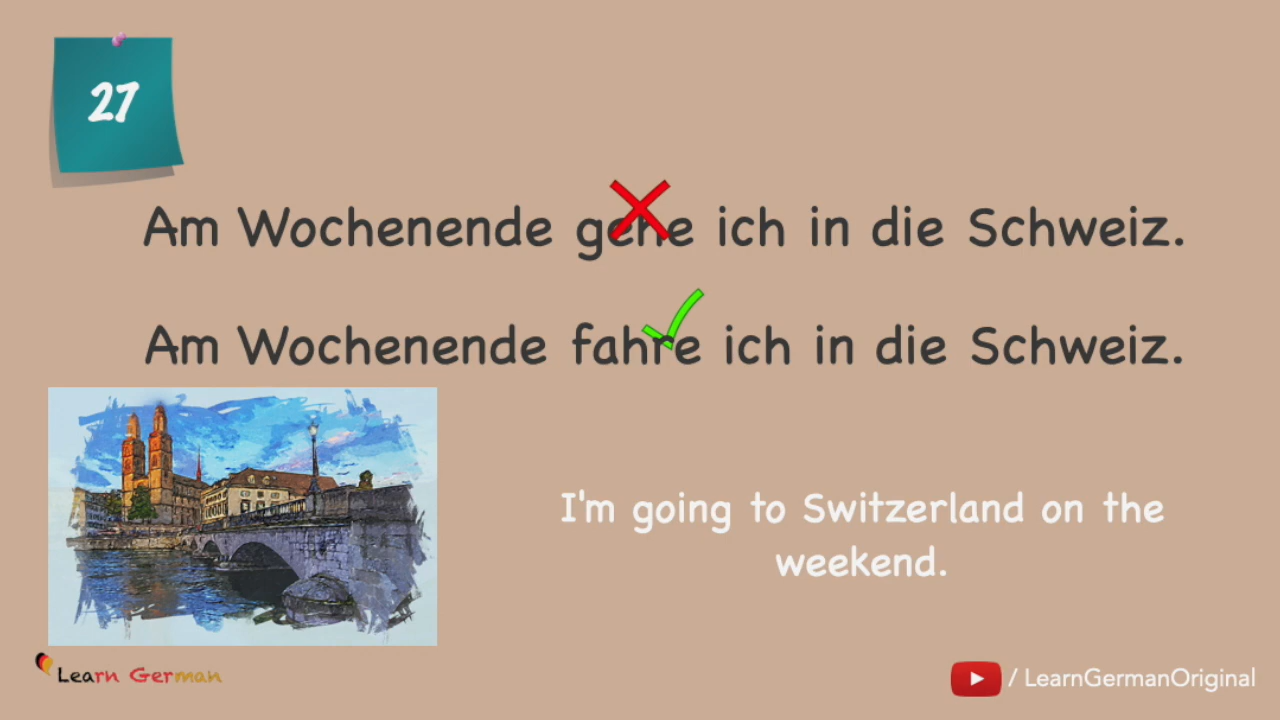 27
Am Wochenende gehe ich in die Schweiz.
Am Wochenende fahre ich in die Schweiz.
I'm going to Switzerland on the
weekend.
Learn German
/ LearnGermanOriginal